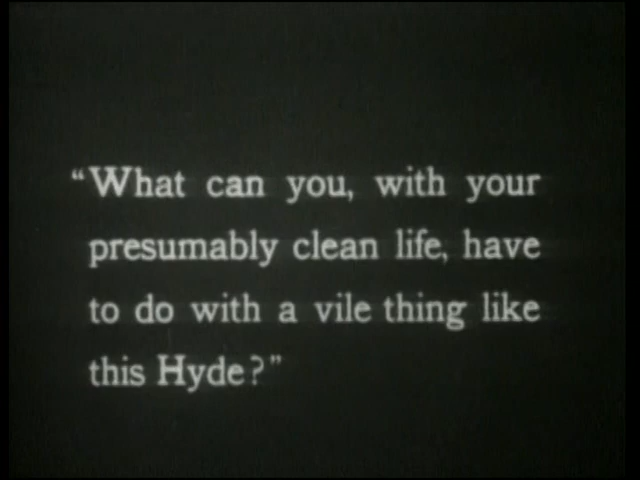 “What can you, with your
presumably clean life, have
to do with a vile thing like
this Hyde?”